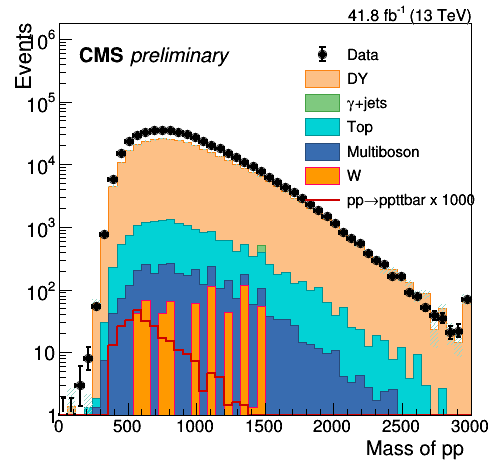 41.8 fb⁻¹ (13 TeV)
Events
CMS preliminary
Data
DY
γ+jets
Top
Multiboson
W
pp→ppttbar x 1000
10⁶
10⁵
10⁴
10³
10²
10
1
0 500 1000 1500 2000 2500 3000
Mass of pp